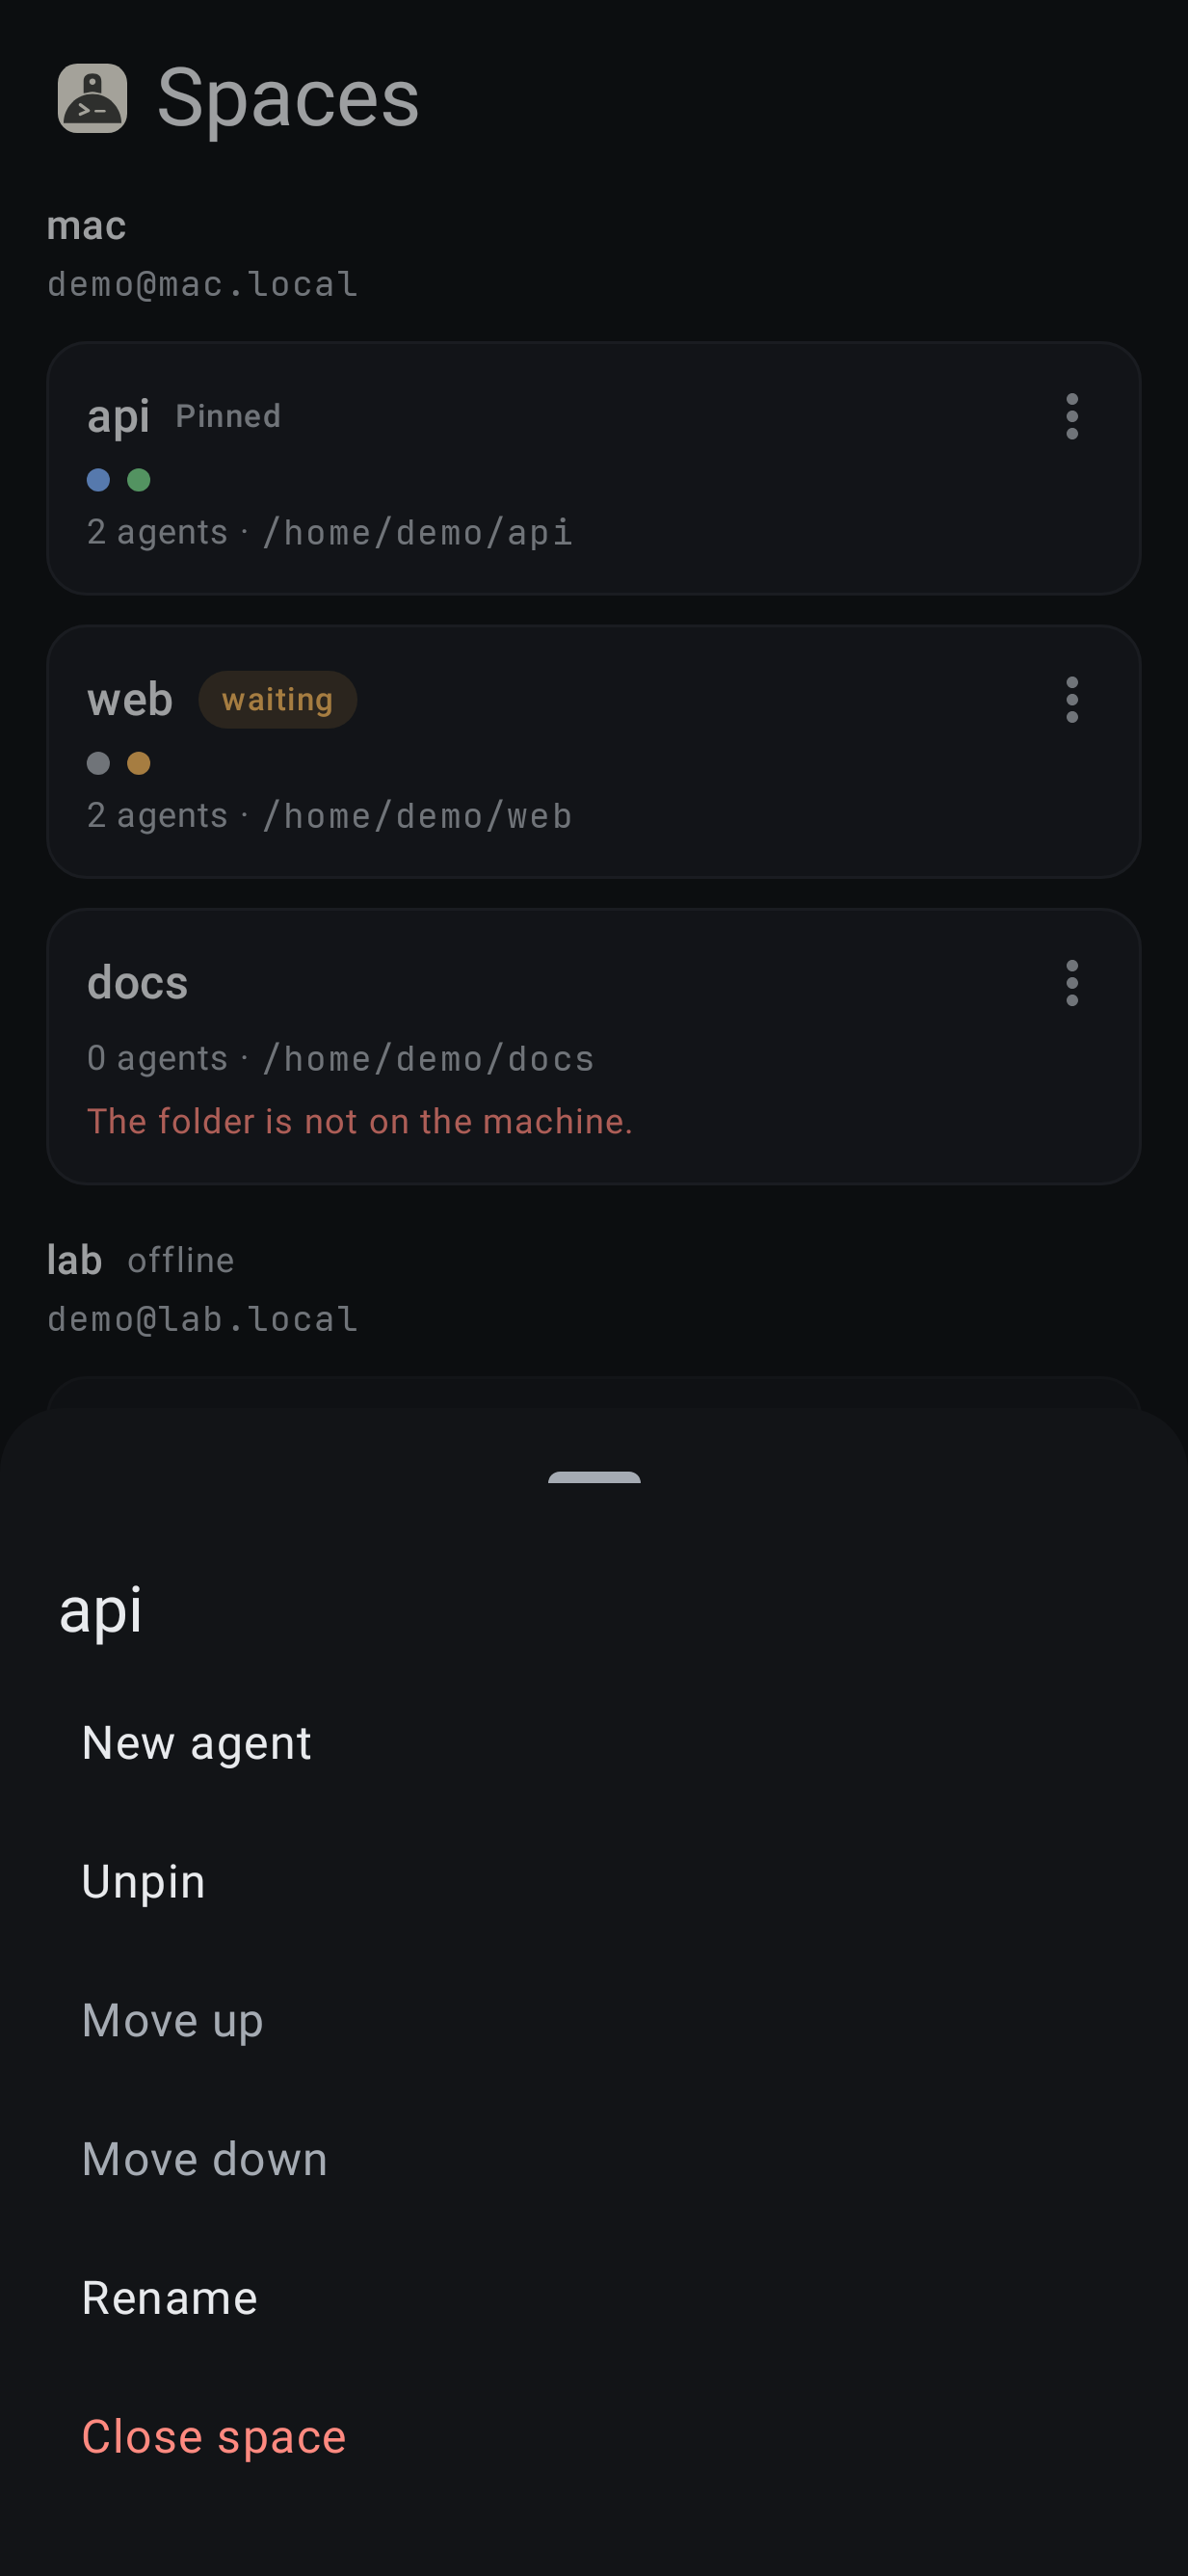 Spaces
mac
demo@mac.local
api Pinned
2 agents · /home/demo/api
web waiting
2 agents · /home/demo/web
docs
0 agents · /home/demo/docs
The folder is not on the machine.
lab offline
demo@lab.local
api
New agent
Unpin
Move up
Move down
Rename
Close space